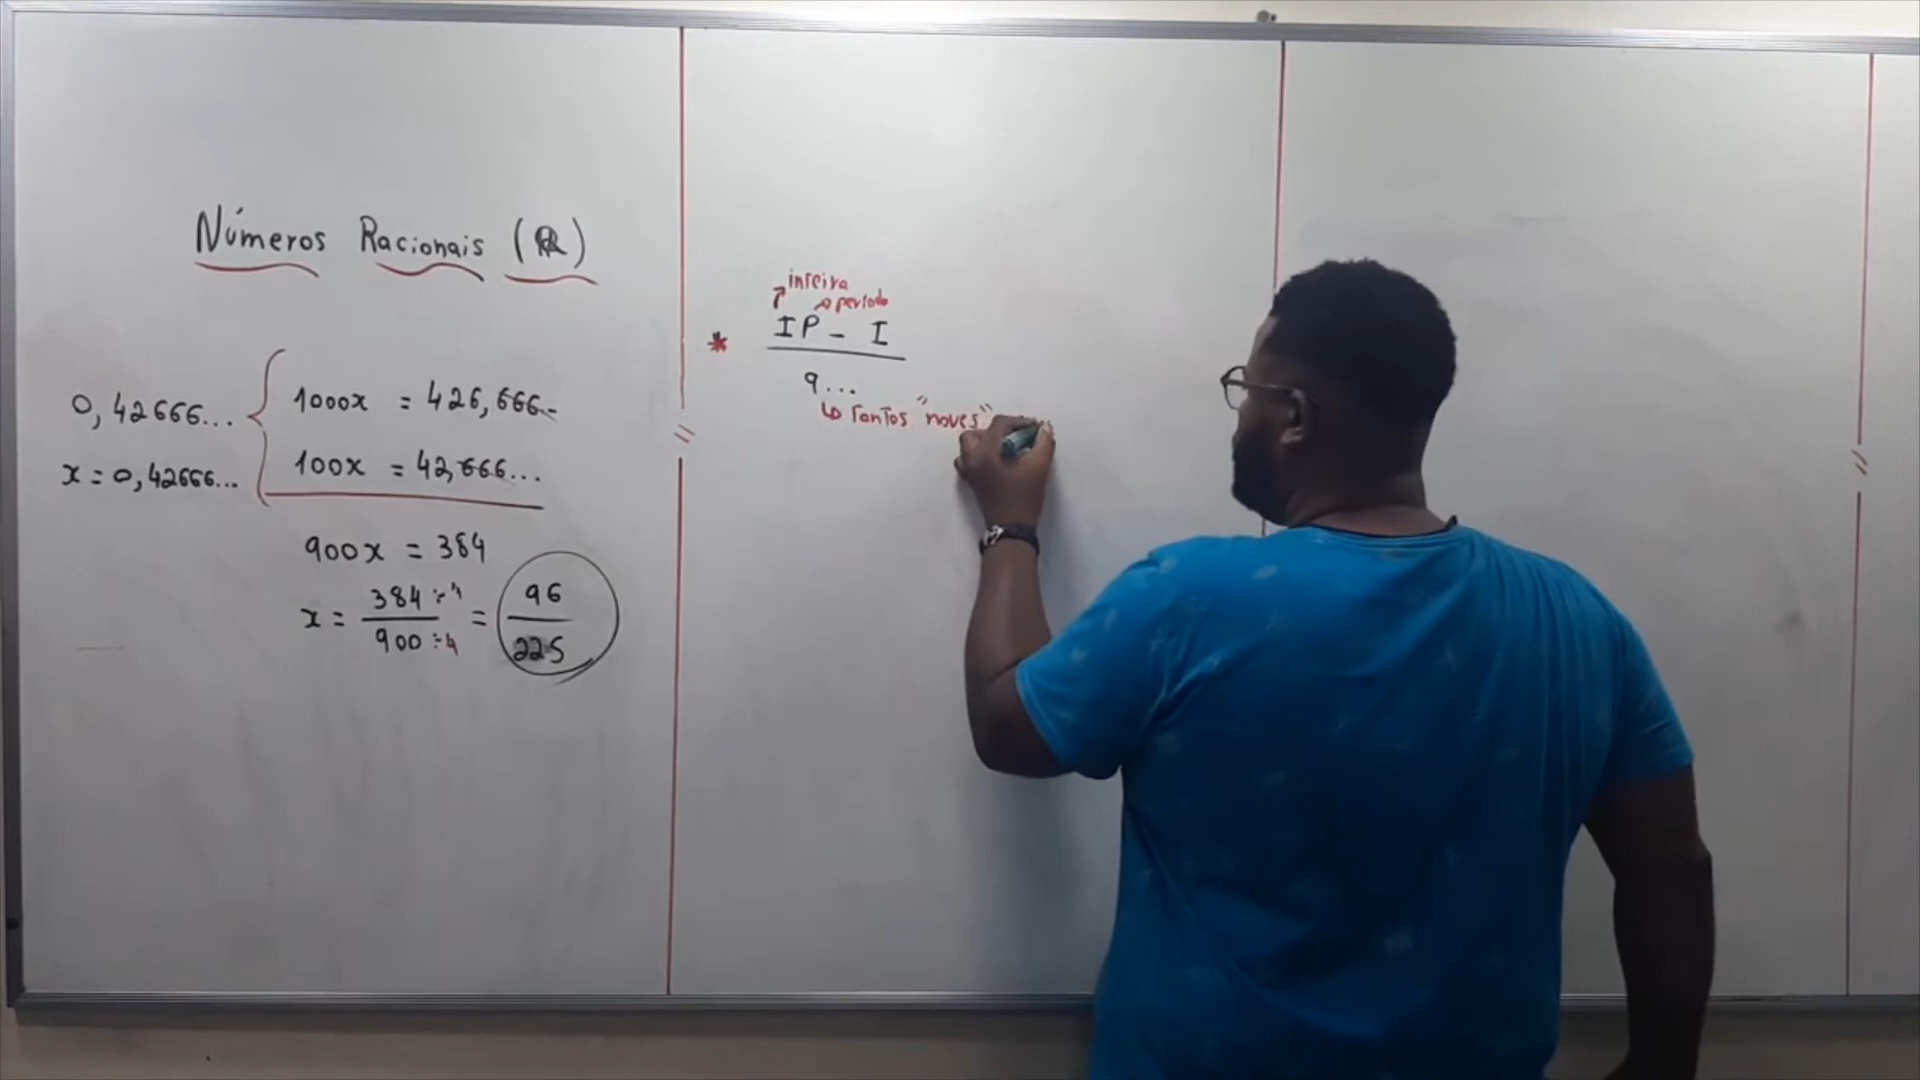 Números Racionais (R)
0,42666...
x = 0,42666...
1000x = 426,666...
100x = 42,666...
900x = 384
x = 384 ÷4 / 900 ÷4 = 96 / 225
inteira
período
* IP - I
9...
Tantos "noves"